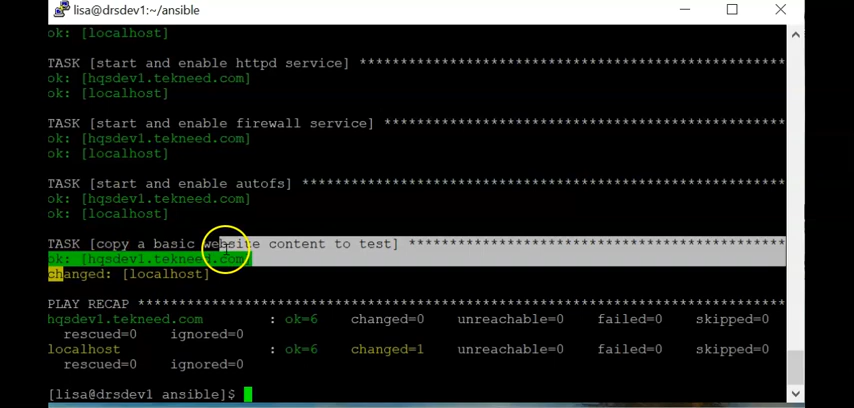 lisa@drsdev1:~/ansible
ok: [localhost]
TASK [start and enable httpd service] ****************************************************
ok: [hqsdev1.tekneed.com]
ok: [localhost]
TASK [start and enable firewall service] *************************************************
ok: [hqsdev1.tekneed.com]
ok: [localhost]
TASK [start and enable autofs] ***********************************************************
ok: [hqsdev1.tekneed.com]
ok: [localhost]
TASK [copy a basic website content to test] **********************************************
ok: [hqsdev1.tekneed.com]
changed: [localhost]
PLAY RECAP *******************************************************************************
hqsdev1.tekneed.com        : ok=6    changed=0    unreachable=0    failed=0    skipped=0
rescued=0    ignored=0
localhost                  : ok=6    changed=1    unreachable=0    failed=0    skipped=0
rescued=0    ignored=0
[lisa@drsdev1 ansible]$